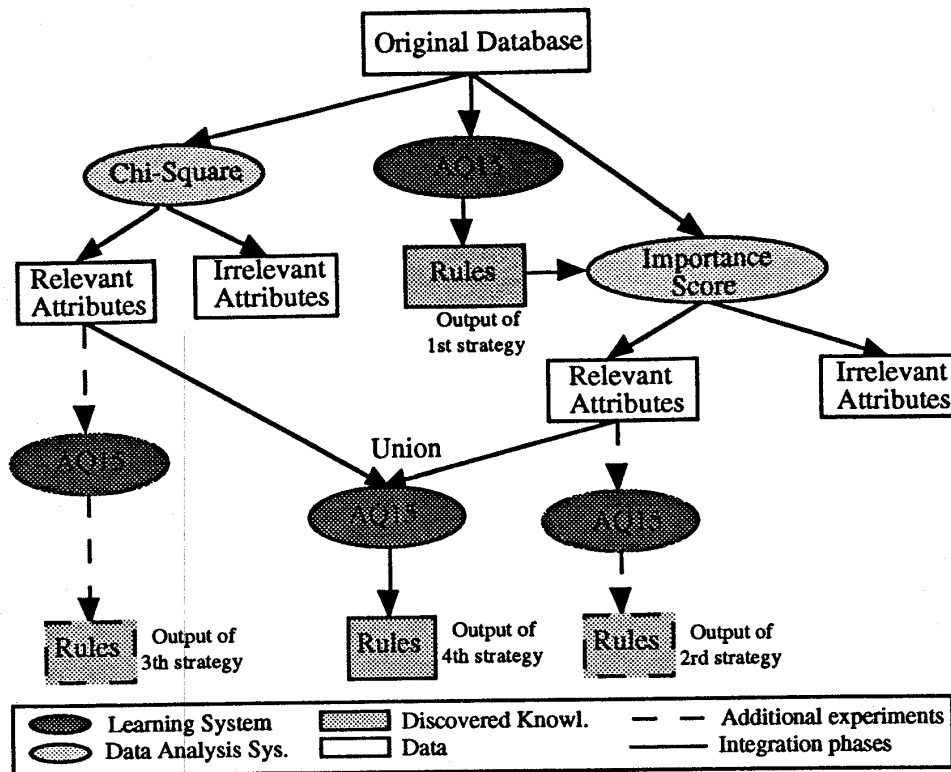 Original Database
Chi-Square
AQ15
Relevant
Attributes
Irrelevant
Attributes
Rules
Importance
Score
Output of
1st strategy
Relevant
Attributes
Irrelevant
Attributes
Union
AQ15
AQ15
AQ15
Rules
Output of
3th strategy
Rules
Output of
4th strategy
Rules
Output of
2rd strategy
Learning System
Discovered Knowl.
Additional experiments
Data Analysis Sys.
Data
Integration phases